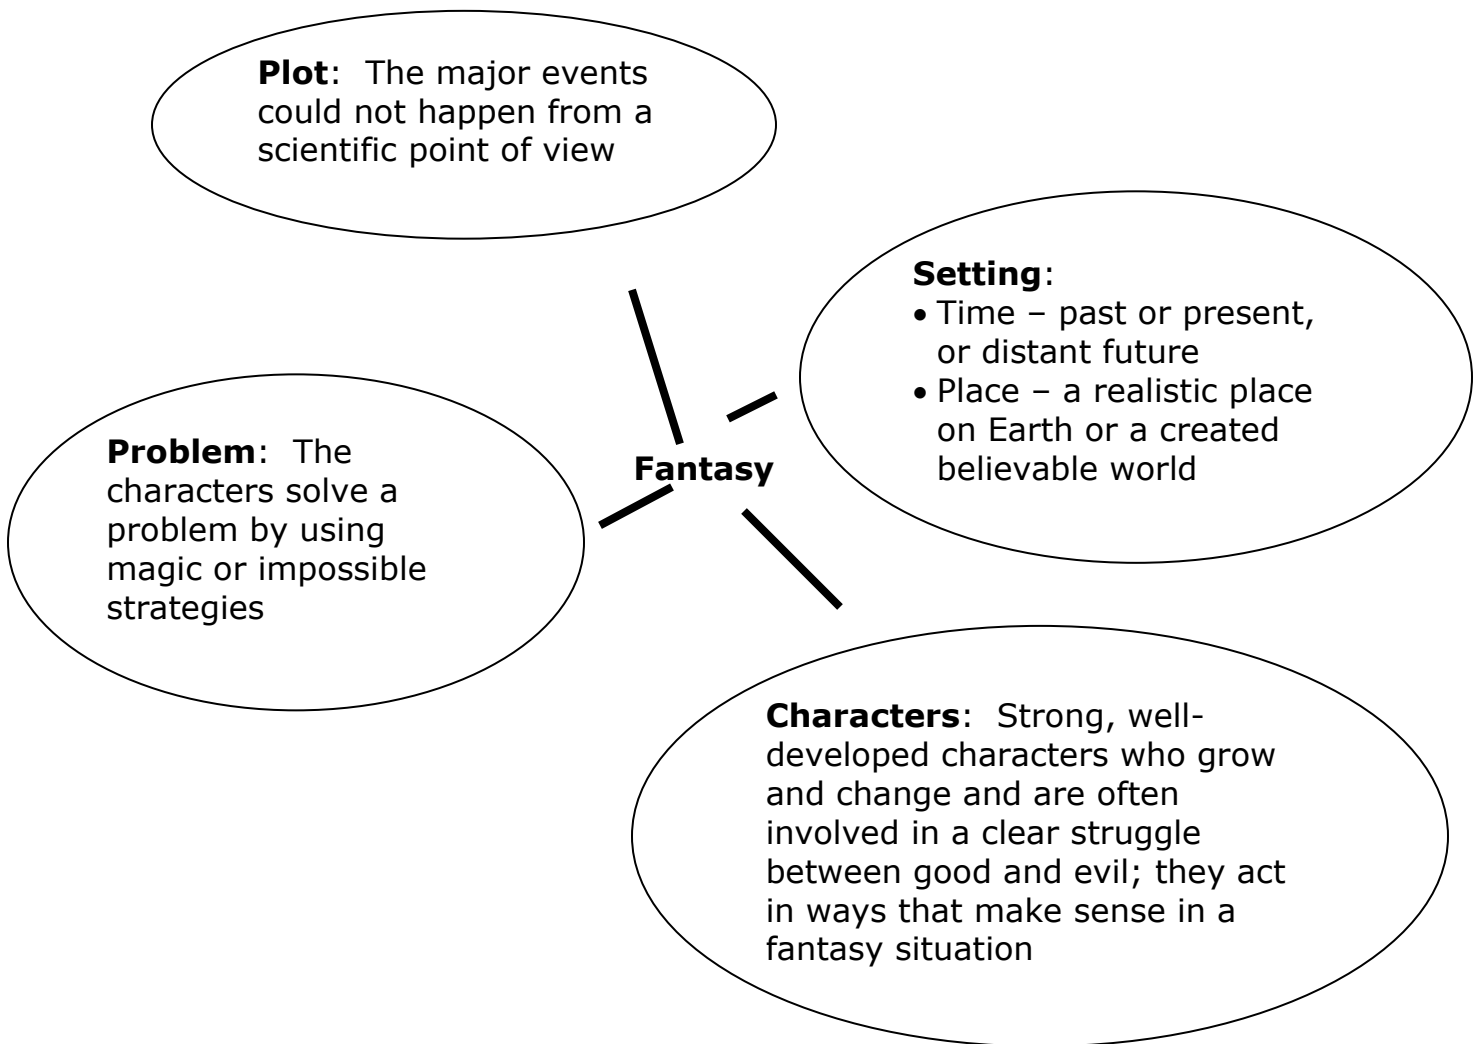 Plot:  The major events
could not happen from a
scientific point of view
Setting:
• Time – past or present,
or distant future
• Place – a realistic place
on Earth or a created
believable world
Problem:  The
characters solve a
problem by using
magic or impossible
strategies
Fantasy
Characters:  Strong, well-
developed characters who grow
and change and are often
involved in a clear struggle
between good and evil; they act
in ways that make sense in a
fantasy situation